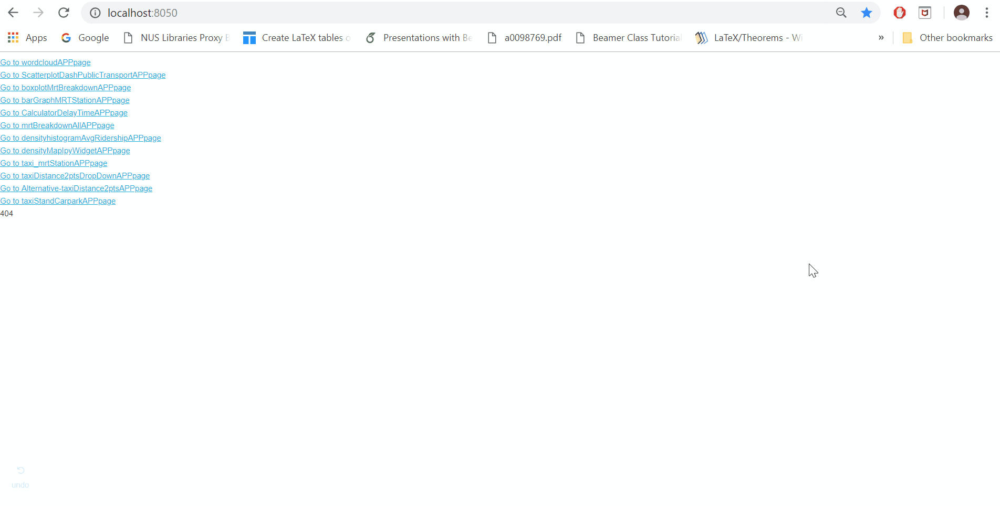 localhost:8050
Apps Google NUS Libraries Proxy B Create LaTeX tables o Presentations with Be a0098769.pdf Beamer Class Tutorial LaTeX/Theorems - Wi » Other bookmarks
Go to wordcloudAPPpage
Go to ScatterplotDashPublicTransportAPPpage
Go to boxplotMrtBreakdownAPPpage
Go to barGraphMRTStationAPPpage
Go to CalculatorDelayTimeAPPpage
Go to mrtBreakdownAllAPPpage
Go to densityhistogramAvgRidershipAPPpage
Go to densityMapIpyWidgetAPPpage
Go to taxi_mrtStationAPPpage
Go to taxiDistance2ptsDropDownAPPpage
Go to Alternative-taxiDistance2ptsAPPpage
Go to taxiStandCarparkAPPpage
404
undo